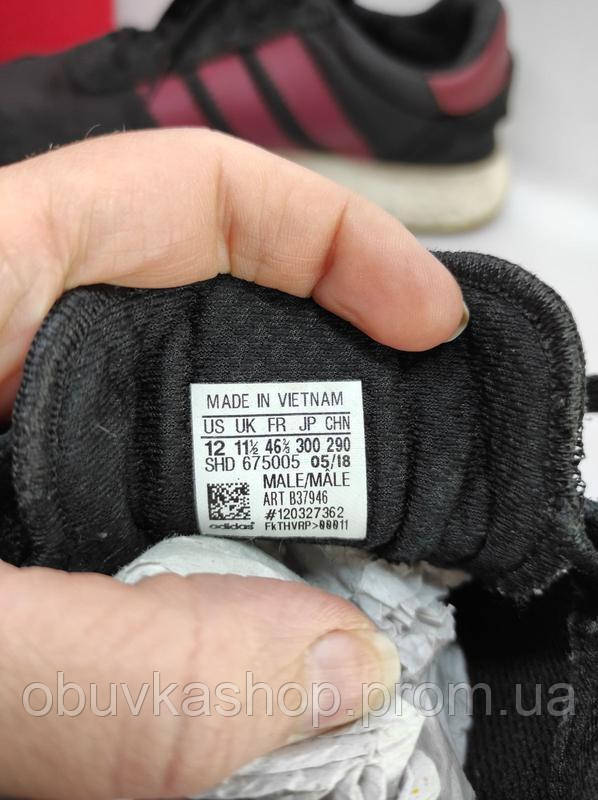 MADE IN VIETNAM
US UK FR JP CHN
12 11½ 46⅔ 300 290
SHD 675005 05/18
MALE/MÂLE
ART B37946
#120327362
adidas FkTHVRP>00011
obuvkashop.prom.ua